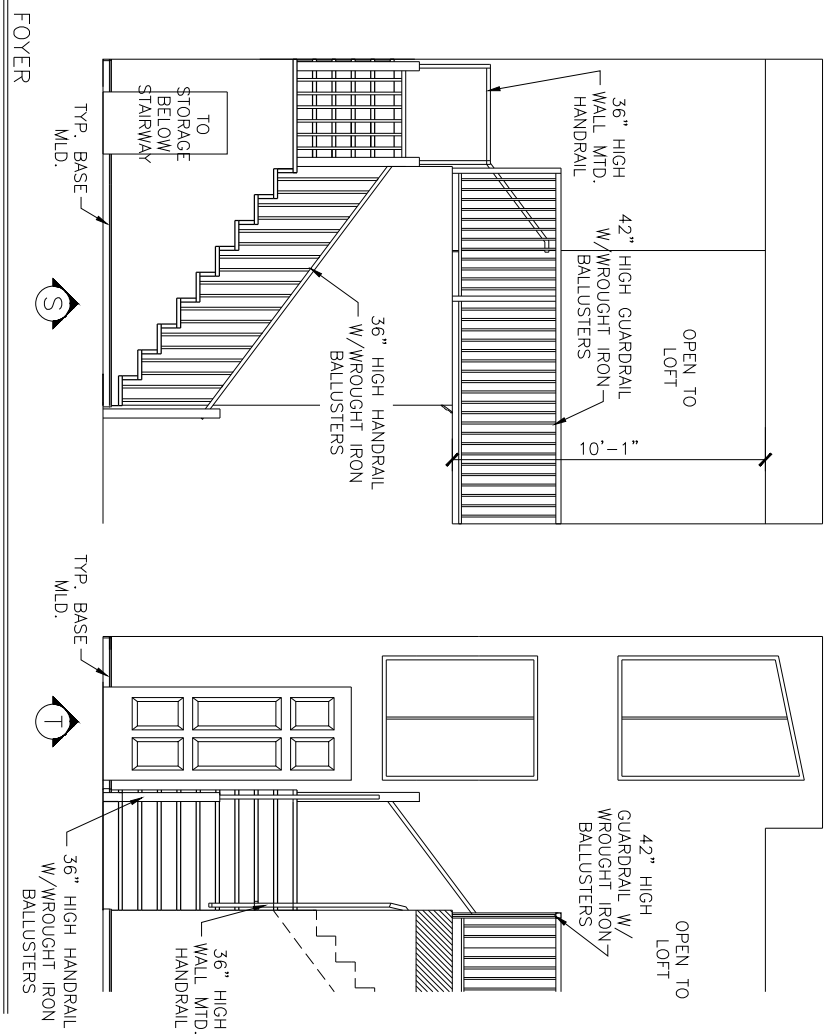 36" HIGH
WALL MTD.
HANDRAIL
42" HIGH GUARDRAIL
W/WROUGHT IRON
BALLUSTERS
OPEN TO
LOFT
10'-1"
36" HIGH HANDRAIL
W/WROUGHT IRON
BALLUSTERS
TO
STORAGE
BELOW
STAIRWAY
TYP. BASE
MLD.
S
42" HIGH
GUARDRAIL W/
WROUGHT IRON
BALLUSTERS
OPEN TO
LOFT
36" HIGH
WALL MTD.
HANDRAIL
36" HIGH HANDRAIL
W/WROUGHT IRON
BALLUSTERS
TYP. BASE
MLD.
T
FOYER